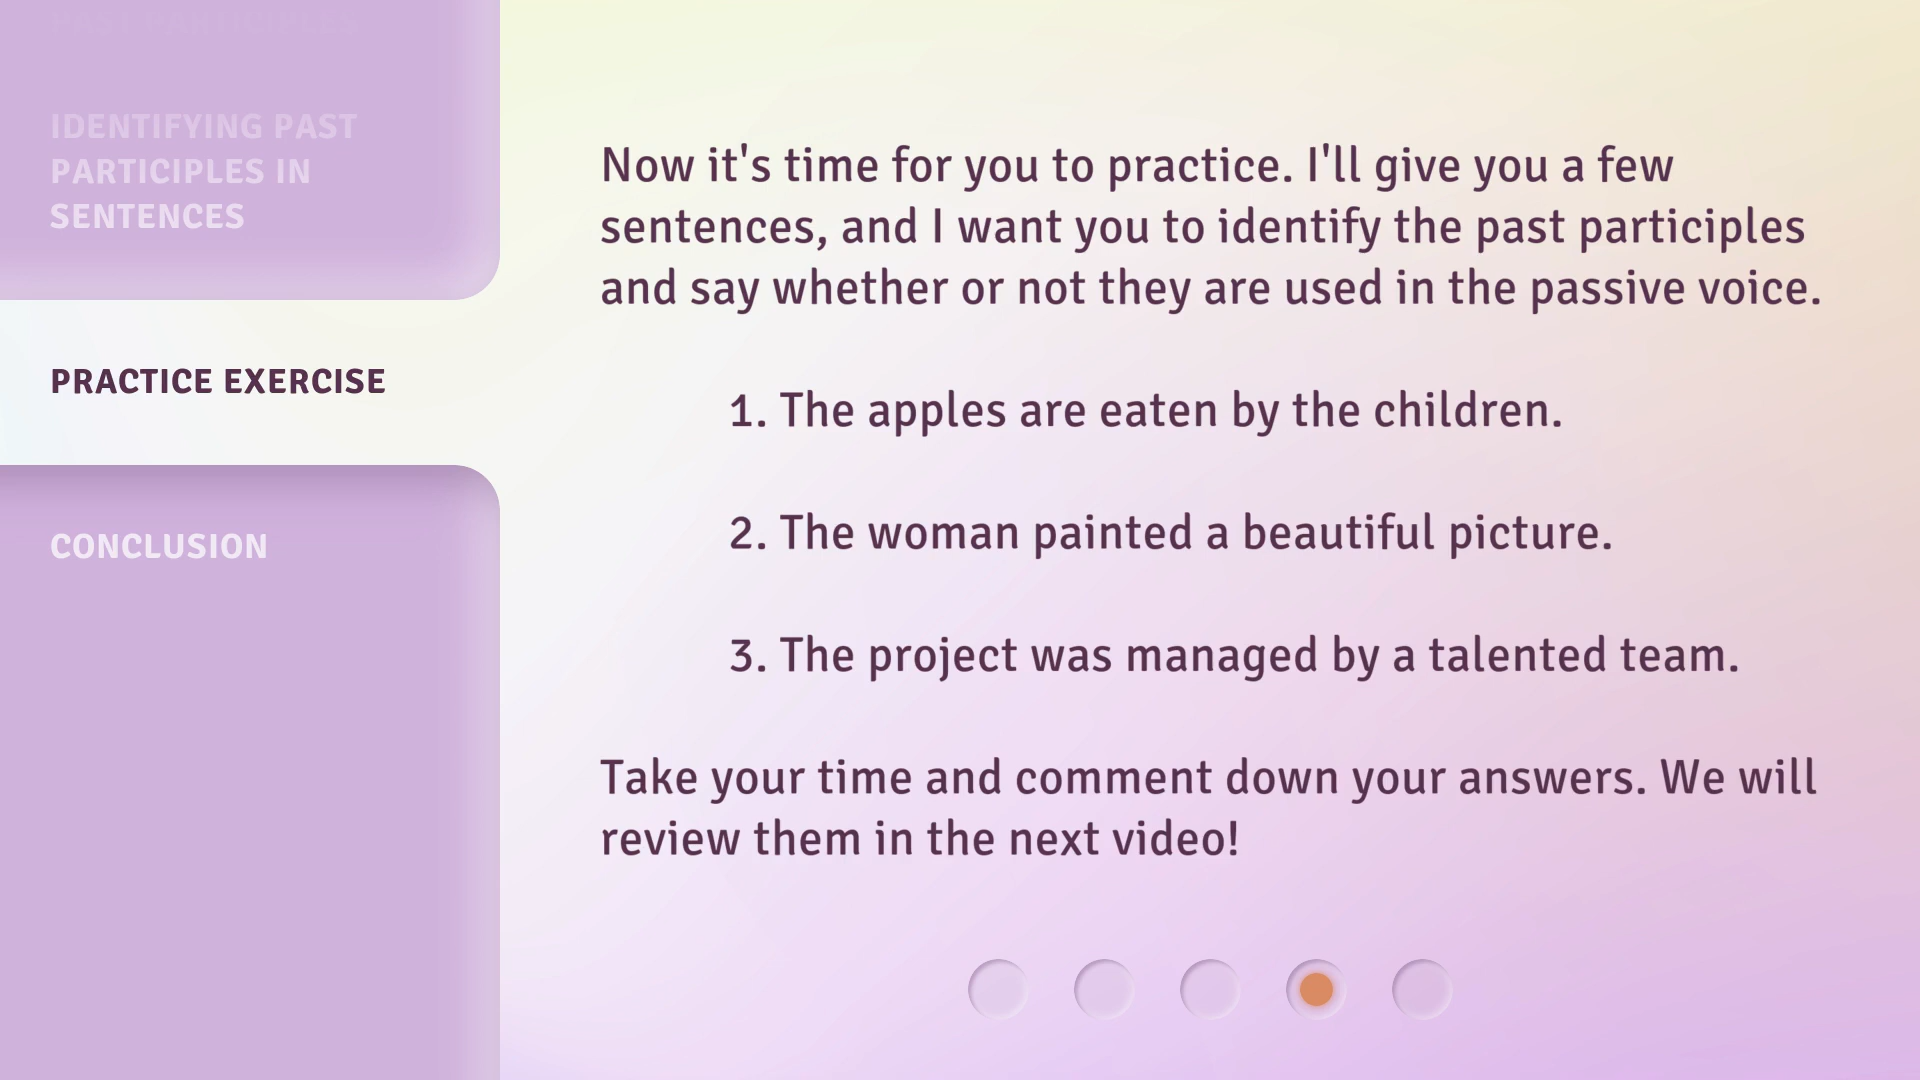 PAST PARTICIPLES
IDENTIFYING PAST
PARTICIPLES IN
SENTENCES
PRACTICE EXERCISE
CONCLUSION
Now it's time for you to practice. I'll give you a few
sentences, and I want you to identify the past participles
and say whether or not they are used in the passive voice.
1. The apples are eaten by the children.
2. The woman painted a beautiful picture.
3. The project was managed by a talented team.
Take your time and comment down your answers. We will
review them in the next video!